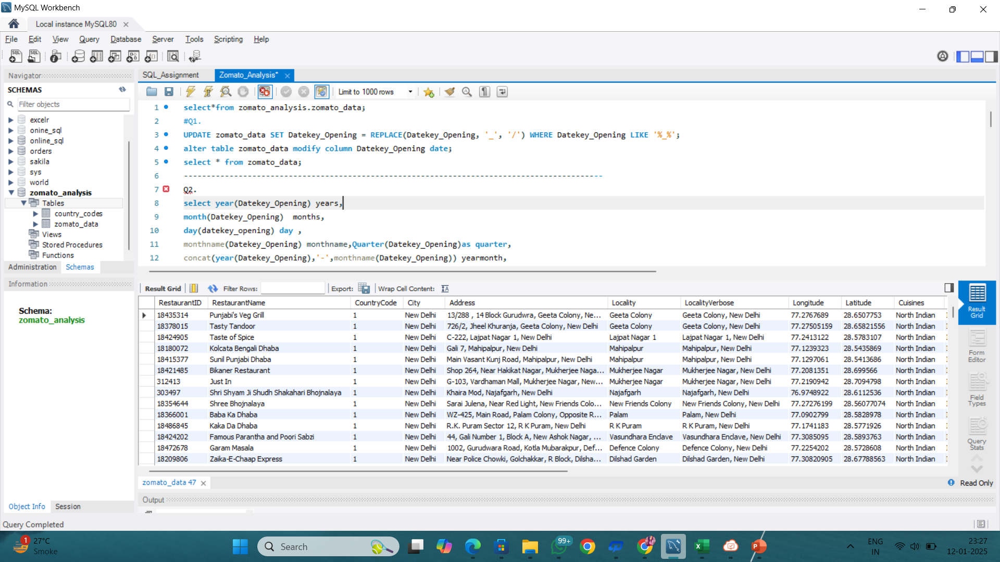 MySQL Workbench
Local instance MySQL80
File Edit View Query Database Server Tools Scripting Help
Navigator
SCHEMAS
Filter objects
excelr
onine_sql
online_sql
orders
sakila
sys
world
zomato_analysis
Tables
country_codes
zomato_data
Views
Stored Procedures
Functions
Administration Schemas
Information
Schema:
zomato_analysis
Object Info Session
Query Completed
SQL_Assignment Zomato_Analysis*
Limit to 1000 rows
1 select*from zomato_analysis.zomato_data;
2 #Q1.
3 UPDATE zomato_data SET Datekey_Opening = REPLACE(Datekey_Opening, '_', '/') WHERE Datekey_Opening LIKE '%_%';
4 alter table zomato_data modify column Datekey_Opening date;
5 select * from zomato_data;
6 --------------------------------------------------------------------------------------------
7 Q2.
8 select year(Datekey_Opening) years,
9 month(Datekey_Opening)  months,
10 day(datekey_opening) day ,
11 monthname(Datekey_Opening) monthname,Quarter(Datekey_Opening)as quarter,
12 concat(year(Datekey_Opening),'-',monthname(Datekey_Opening)) yearmonth,
Result Grid Filter Rows: Export: Wrap Cell Content:
RestaurantID RestaurantName CountryCode City Address Locality LocalityVerbose Longitude Latitude Cuisines
18435314 Punjabi's Veg Grill 1 New Delhi 13/288 , 14 Block Gurudwra, Geeta Colony, Ne... Geeta Colony Geeta Colony, New Delhi 77.2767689 28.6507753 North Indian
18378015 Tasty Tandoor 1 New Delhi 726/2, Jheel Khuranja, Geeta Colony, New Delhi Geeta Colony Geeta Colony, New Delhi 77.27505159 28.65821556 North Indian
18424905 Taste of Spice 1 New Delhi C-222, Lajpat Nagar 1, New Delhi Lajpat Nagar 1 Lajpat Nagar 1, New Delhi 77.2413122 28.5783107 North Indian
18180072 Kolcata Bengali Dhaba 1 New Delhi Gali 7, Mahipalpur, New Delhi Mahipalpur Mahipalpur, New Delhi 77.1239323 28.5435869 North Indian
18415377 Sunil Punjabi Dhaba 1 New Delhi Main Vasant Kunj Road, Mahipalpur, New Delhi Mahipalpur Mahipalpur, New Delhi 77.1297061 28.5413686 North Indian
18421485 Bikaner Restaurant 1 New Delhi Shop 264, Near Hakikat Nagar, Mukherjee Naga... Mukherjee Nagar Mukherjee Nagar, New Delhi 77.2081351 28.699566 North Indian
312413 Just In 1 New Delhi G-103, Vardhaman Mall, Mukherjee Nagar, New... Mukherjee Nagar Mukherjee Nagar, New Delhi 77.2190942 28.7094798 North Indian
303497 Shri Shyam Ji Shudh Shakahari Bhojnalaya 1 New Delhi Khaira Mod, Najafgarh, New Delhi Najafgarh Najafgarh, New Delhi 76.9748922 28.6112536 North Indian
18354644 Shree Bhojnalaya 1 New Delhi Sarai Julena, Near Red Light, New Friends Colo... New Friends Colony New Friends Colony, New Delhi 77.27276199 28.56077074 North Indian
18366001 Baba Ka Dhaba 1 New Delhi WZ-425, Main Road, Palam Colony, Opposite R... Palam Palam, New Delhi 77.0902799 28.5828978 North Indian
18486845 Kaka Da Dhaba 1 New Delhi R.K. Puram Sector 12, R K Puram, New Delhi R K Puram R K Puram, New Delhi 77.1741183 28.5771926 North Indian
18424202 Famous Parantha and Poori Sabzi 1 New Delhi 44, Gali Number 1, Block A, New Ashok Nagar, ... Vasundhara Enclave Vasundhara Enclave, New Delhi 77.3085095 28.5893763 North Indian
18472678 Garam Masala 1 New Delhi 1002, Gurudwara Road, Kotla Mubarakpur, Def... Defence Colony Defence Colony, New Delhi 77.2254202 28.5728608 North Indian
18209806 Zaika-E-Chaap Express 1 New Delhi Near Police Chowki, Golchakkar, R Block, Dilsha... Dilshad Garden Dilshad Garden, New Delhi 77.30820905 28.67788563 North Indian
Result Grid
Form Editor
Field Types
Query Stats
zomato_data 47
Read Only
Output
1
27°C
Smoke
Search
99+
ENG
IN
23:27
12-01-2025